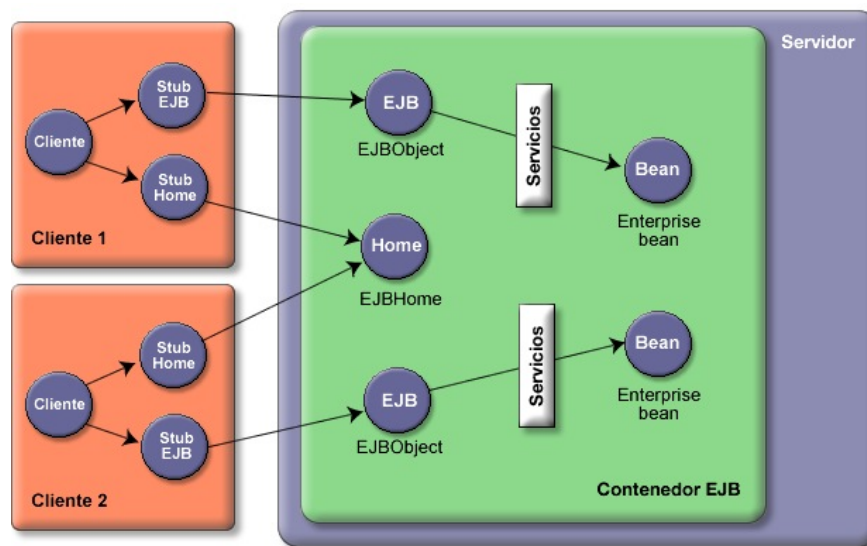 Stub
EJB
Cliente
Stub
Home
Cliente 1
Stub
Home
Cliente
Stub
EJB
Cliente 2
Servidor
EJB
EJBObject
Servicios
Bean
Enterprise
bean
Home
EJBHome
Servicios
Bean
Enterprise
bean
EJB
EJBObject
Contenedor EJB